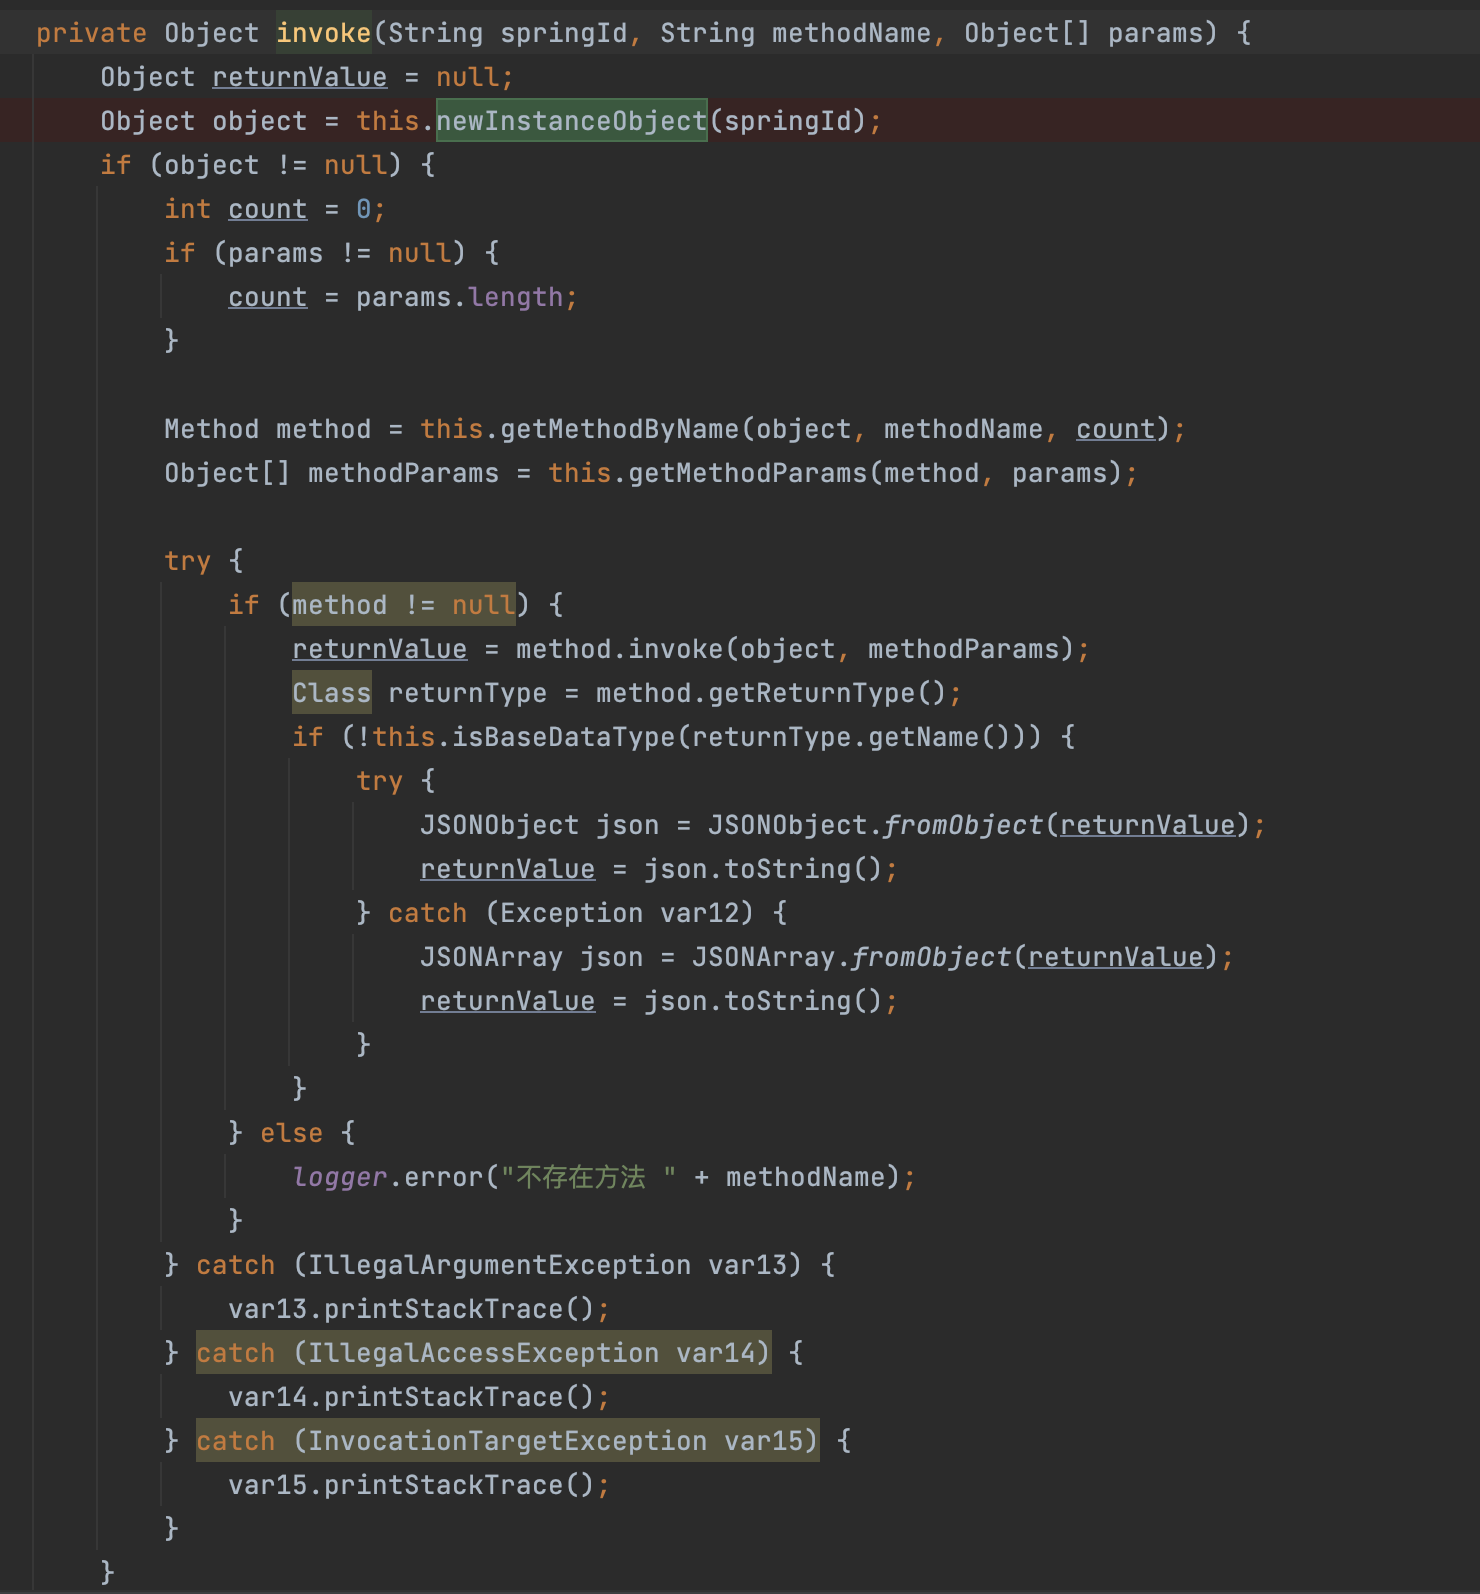 private Object invoke(String springId, String methodName, Object[] params) {
Object returnValue = null;
Object object = this.newInstanceObject(springId);
if (object != null) {
int count = 0;
if (params != null) {
count = params.length;
}
Method method = this.getMethodByName(object, methodName, count);
Object[] methodParams = this.getMethodParams(method, params);
try {
if (method != null) {
returnValue = method.invoke(object, methodParams);
Class returnType = method.getReturnType();
if (!this.isBaseDataType(returnType.getName())) {
try {
JSONObject json = JSONObject.fromObject(returnValue);
returnValue = json.toString();
} catch (Exception var12) {
JSONArray json = JSONArray.fromObject(returnValue);
returnValue = json.toString();
}
}
} else {
logger.error("不存在方法 " + methodName);
}
} catch (IllegalArgumentException var13) {
var13.printStackTrace();
} catch (IllegalAccessException var14) {
var14.printStackTrace();
} catch (InvocationTargetException var15) {
var15.printStackTrace();
}
}